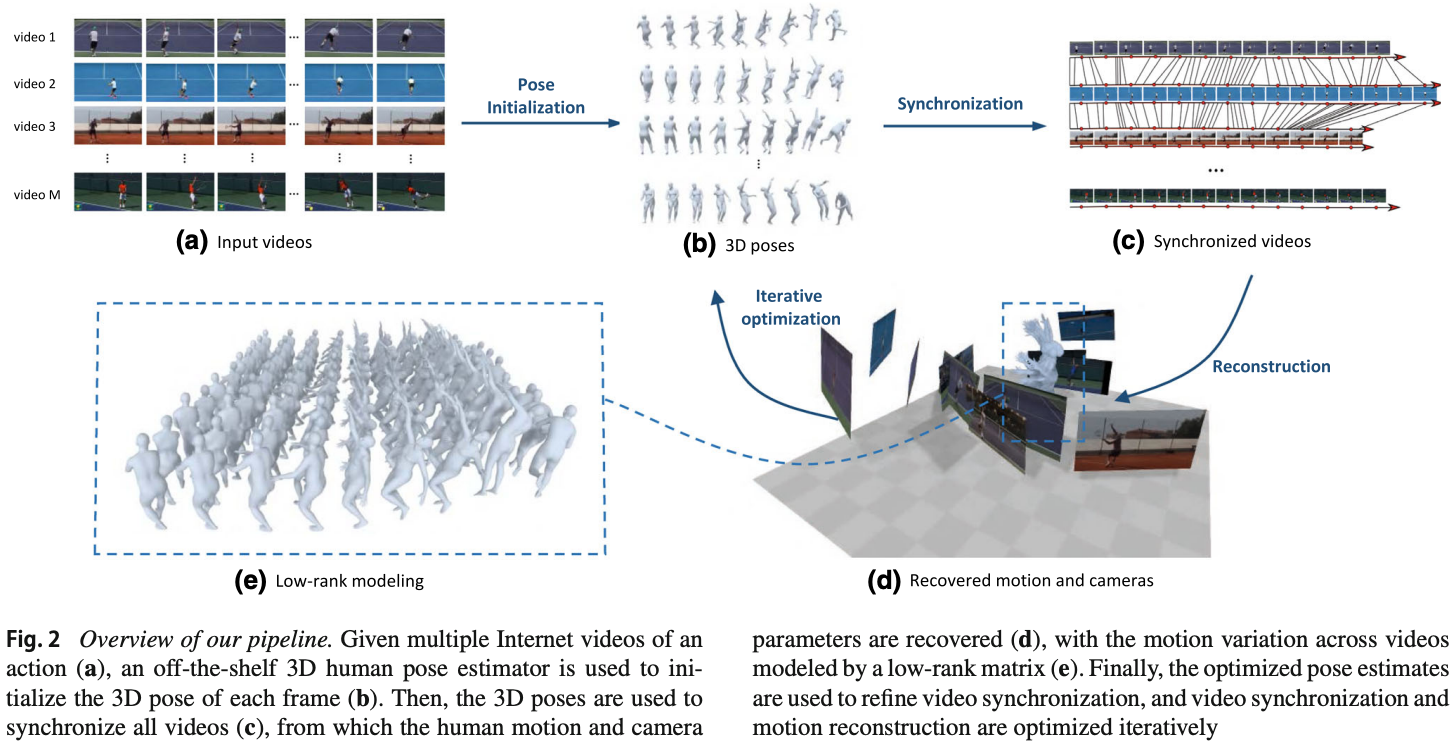 video 1
video 2
video 3
video M
(a) Input videos
Pose
Initialization
(b) 3D poses
Synchronization
(c) Synchronized videos
Iterative
optimization
Reconstruction
(e) Low-rank modeling
(d) Recovered motion and cameras
Fig. 2 Overview of our pipeline. Given multiple Internet videos of an
action (a), an off-the-shelf 3D human pose estimator is used to ini-
tialize the 3D pose of each frame (b). Then, the 3D poses are used to
synchronize all videos (c), from which the human motion and camera
parameters are recovered (d), with the motion variation across videos
modeled by a low-rank matrix (e). Finally, the optimized pose estimates
are used to refine video synchronization, and video synchronization and
motion reconstruction are optimized iteratively